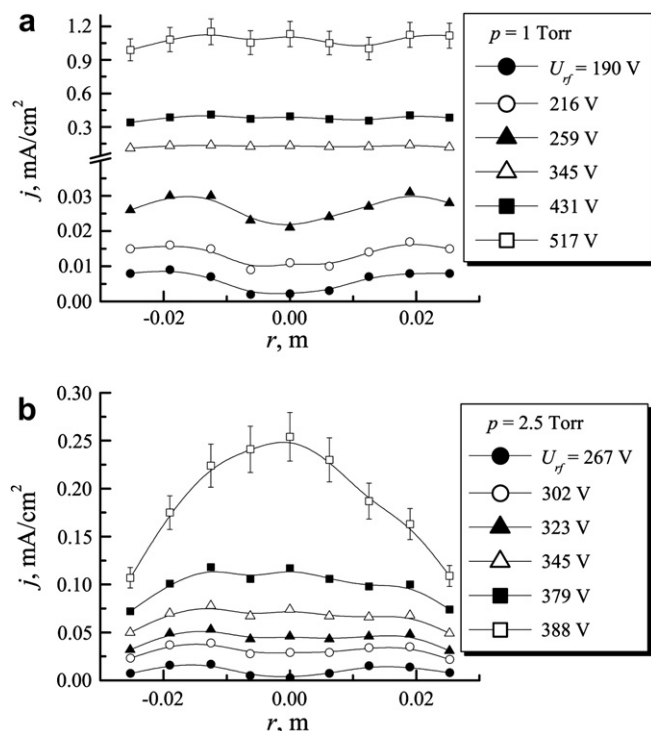 a
p = 1 Torr
U_rf = 190 V
216 V
259 V
345 V
431 V
517 V
1.2
0.9
0.6
0.3
0.03
0.02
0.01
0.00
j, mA/cm²
-0.02 0.00 0.02
r, m
b
p = 2.5 Torr
U_rf = 267 V
302 V
323 V
345 V
379 V
388 V
0.30
0.25
0.20
0.15
0.10
0.05
0.00
j, mA/cm²
-0.02 0.00 0.02
r, m